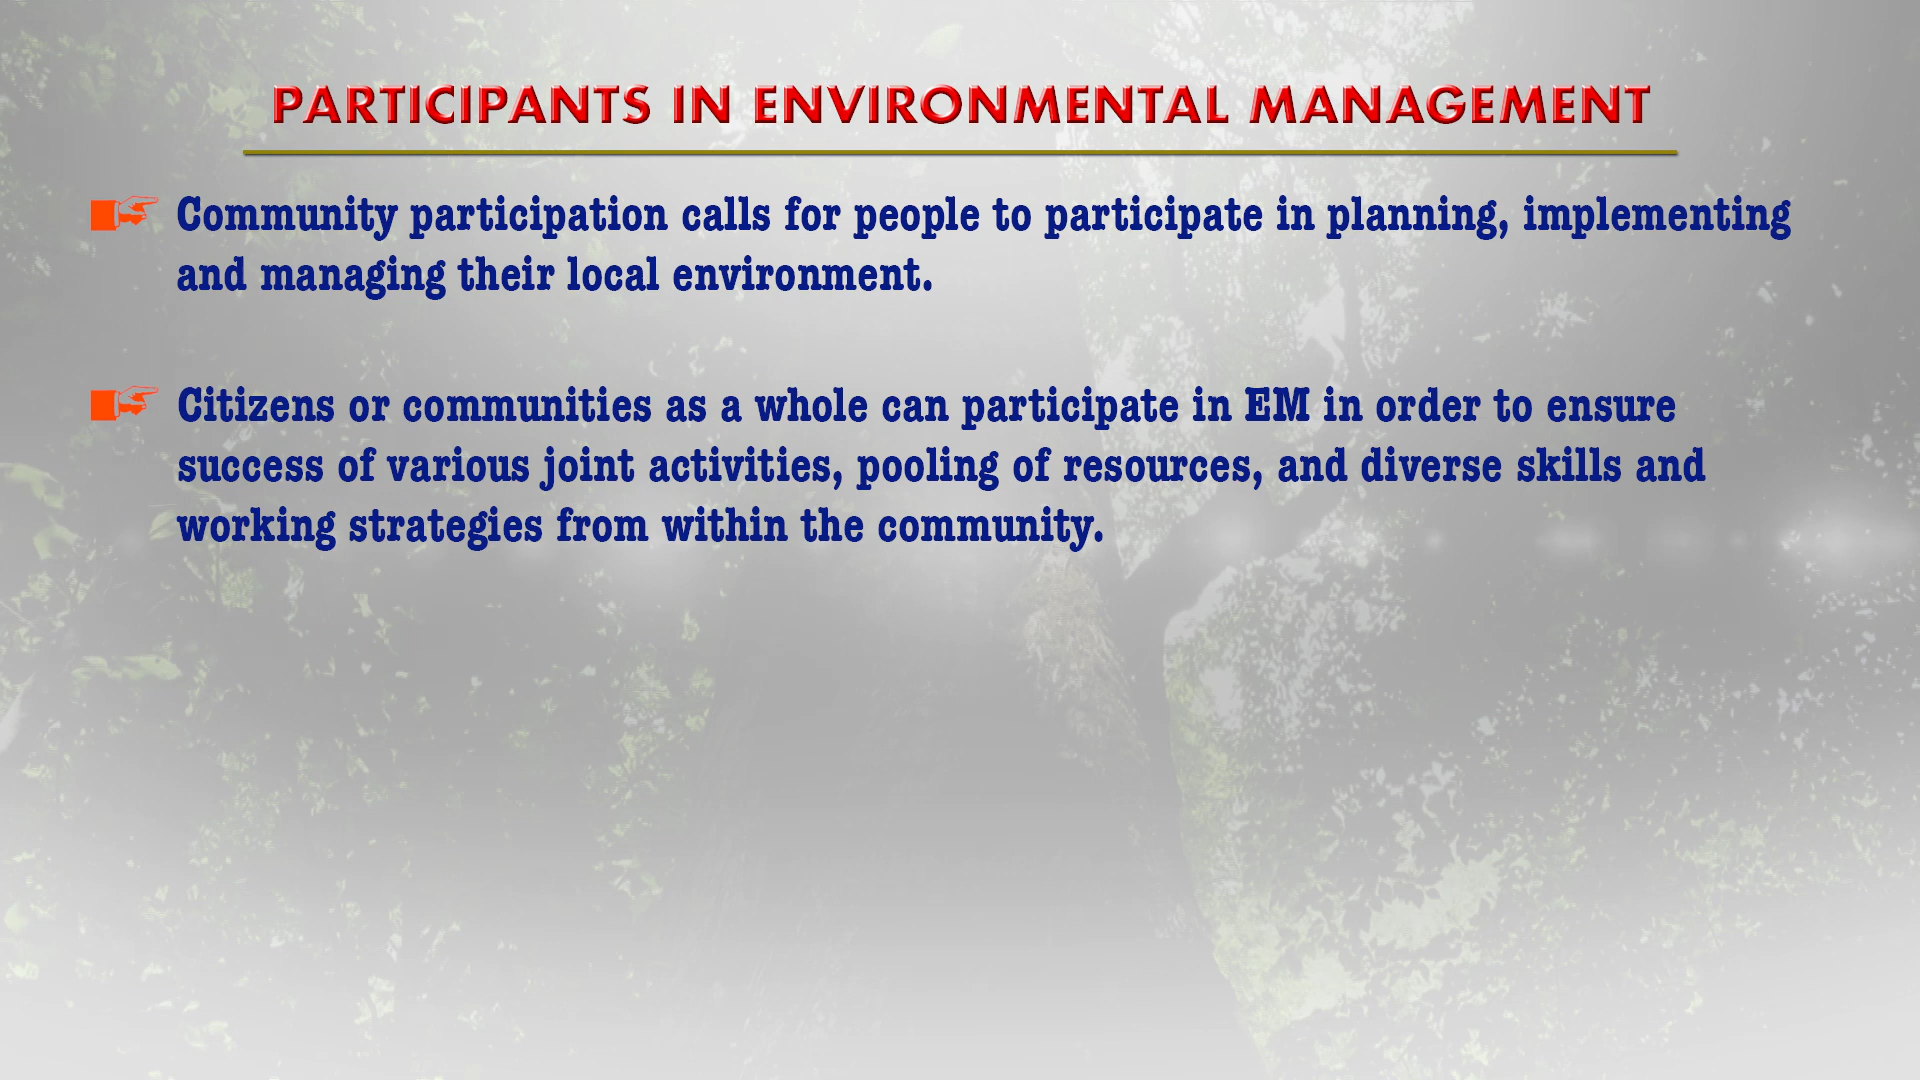 PARTICIPANTS IN ENVIRONMENTAL MANAGEMENT
Community participation calls for people to participate in planning, implementing
and managing their local environment.
Citizens or communities as a whole can participate in EM in order to ensure
success of various joint activities, pooling of resources, and diverse skills and
working strategies from within the community.